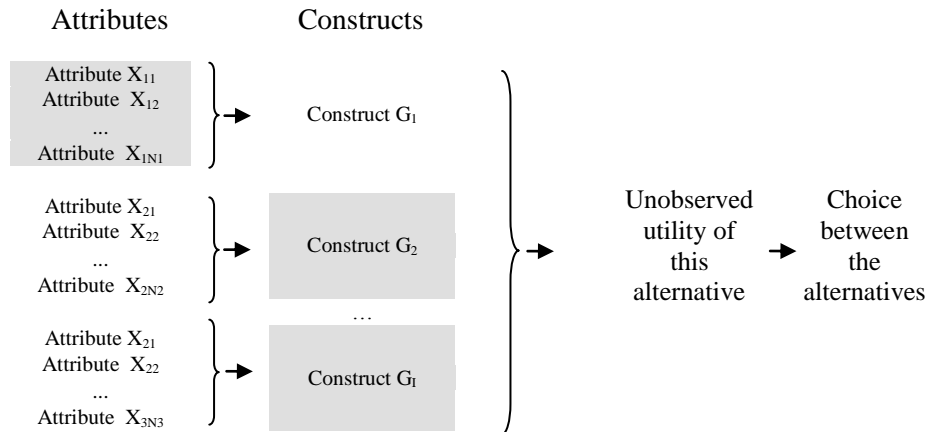 Attributes
Constructs
Attribute X11
Attribute X12
...
Attribute X1N1
Construct G1
Attribute X21
Attribute X22
...
Attribute X2N2
Construct G2
...
Attribute X21
Attribute X22
...
Attribute X3N3
Construct GI
Unobserved
utility of
this
alternative
Choice
between
the
alternatives